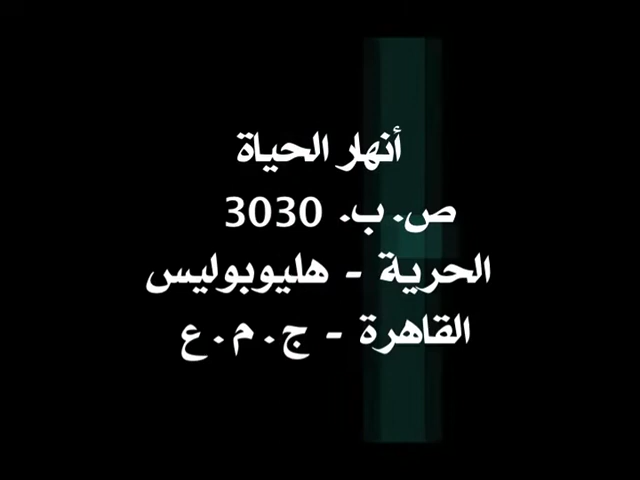 أنهار الحياة
ص. ب. 3030
الحرية - هليوبوليس
القاهرة - ج. م. ع